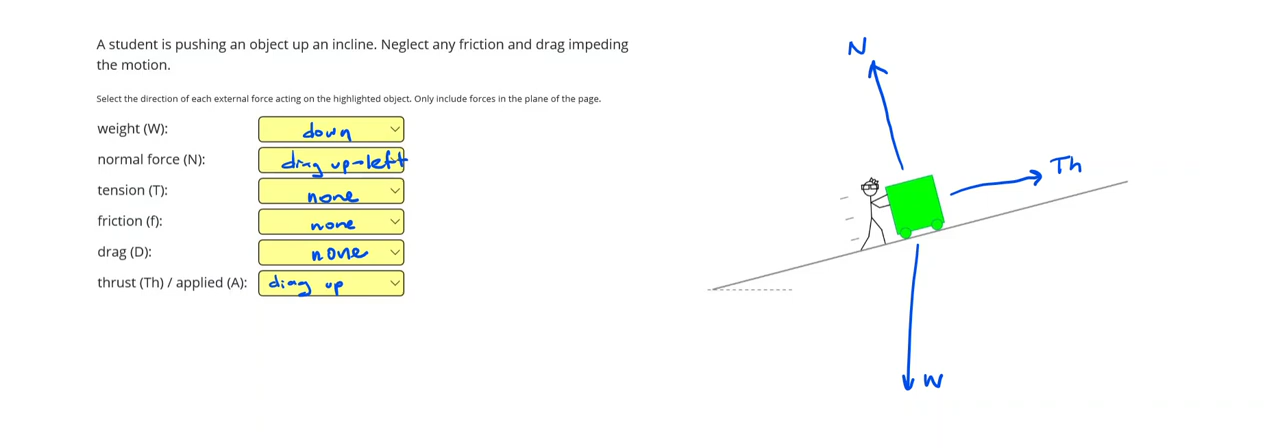 A student is pushing an object up an incline. Neglect any friction and drag impeding
the motion.
Select the direction of each external force acting on the highlighted object. Only include forces in the plane of the page.
weight (W): down
normal force (N): diag up-left
tension (T): none
friction (f): none
drag (D): none
thrust (Th) / applied (A): diag up
N
Th
W